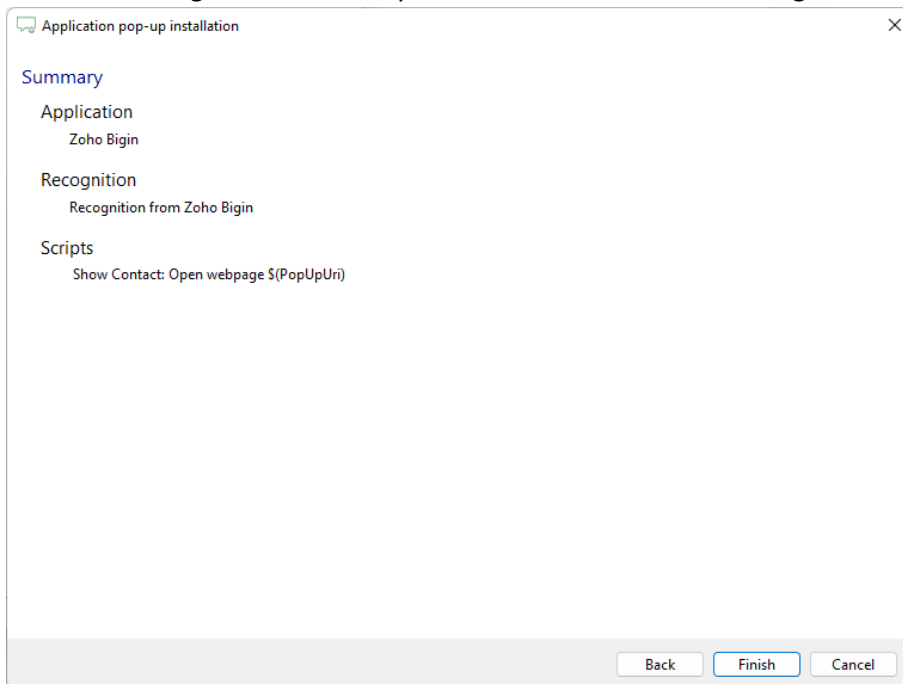 Application pop-up installation
Summary
Application
Zoho Bigin
Recognition
Recognition from Zoho Bigin
Scripts
Show Contact: Open webpage $(PopUpUri)
Back Finish Cancel